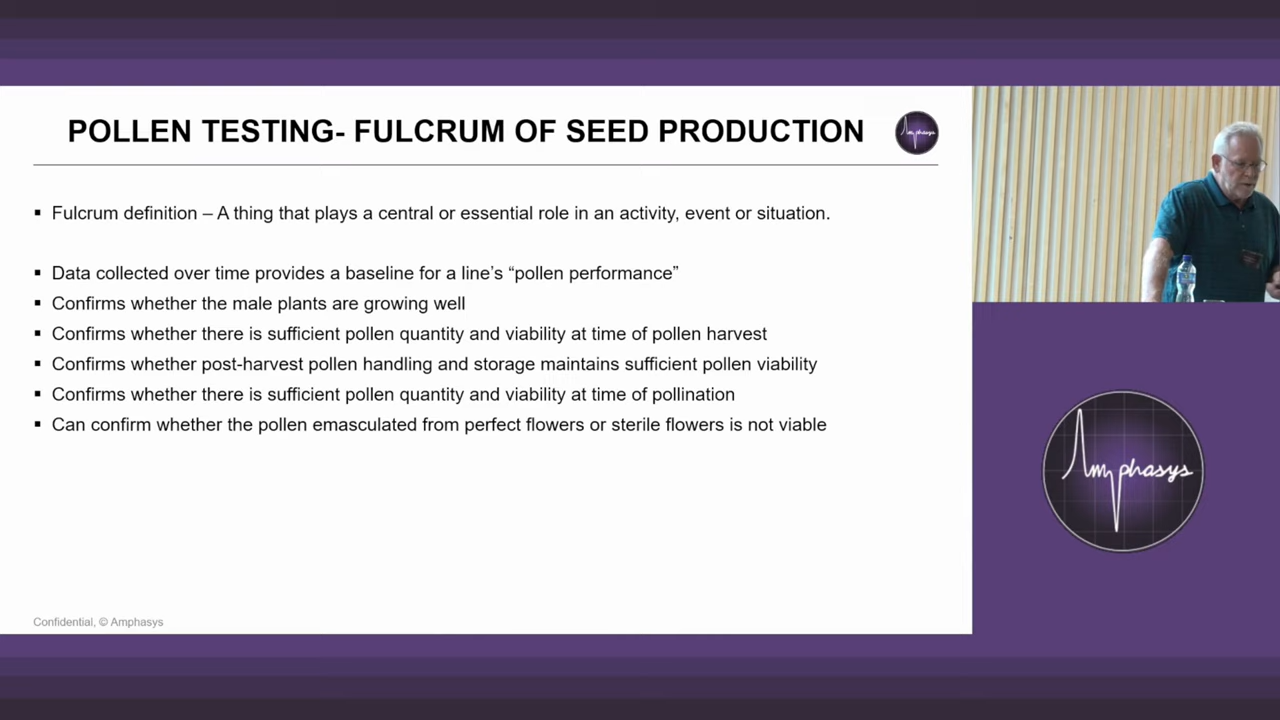 POLLEN TESTING- FULCRUM OF SEED PRODUCTION
Amphasys
▪ Fulcrum definition – A thing that plays a central or essential role in an activity, event or situation.
▪ Data collected over time provides a baseline for a line’s “pollen performance”
▪ Confirms whether the male plants are growing well
▪ Confirms whether there is sufficient pollen quantity and viability at time of pollen harvest
▪ Confirms whether post-harvest pollen handling and storage maintains sufficient pollen viability
▪ Confirms whether there is sufficient pollen quantity and viability at time of pollination
▪ Can confirm whether the pollen emasculated from perfect flowers or sterile flowers is not viable
Confidential, © Amphasys
Amphasys